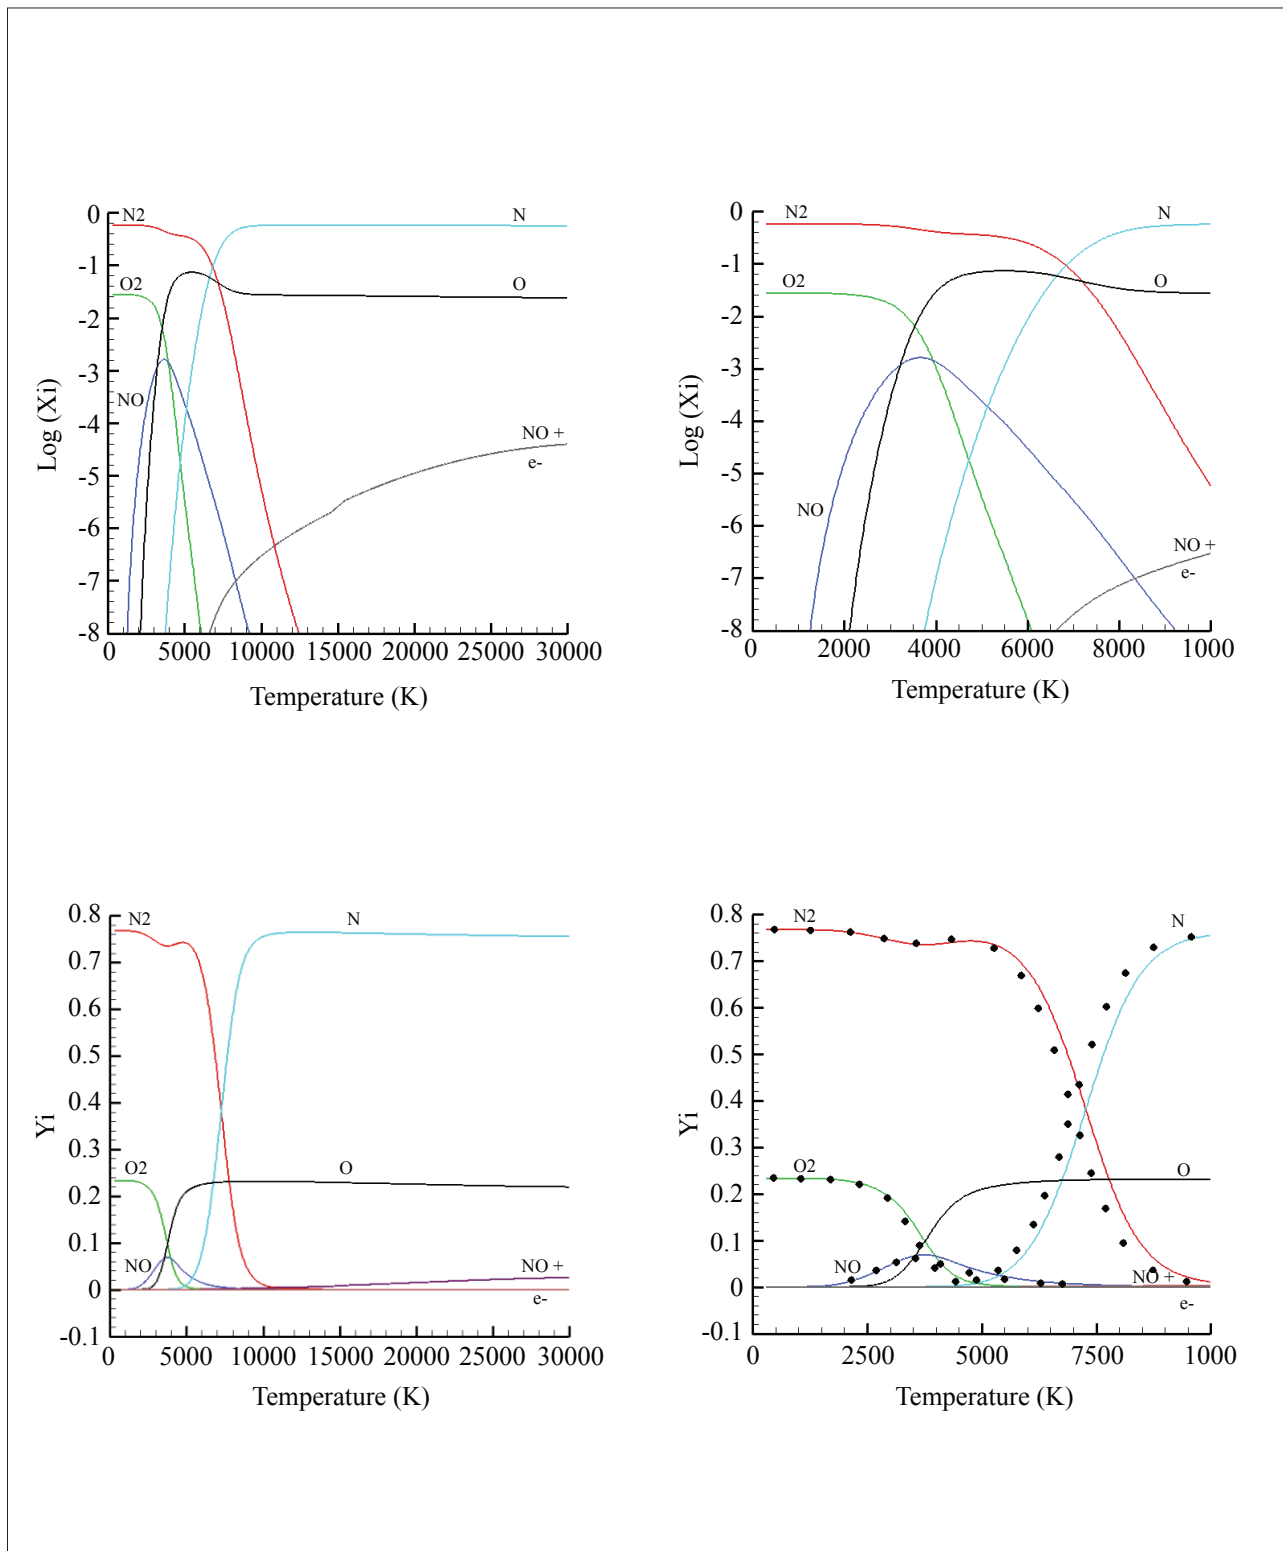 0
N2
N
-1
O2
O
-2
-3
NO
-4
NO +
e-
-5
-6
-7
-8
Log (Xi)
0 5000 10000 15000 20000 25000 30000
Temperature (K)
0
N2
N
-1
O2
O
-2
-3
-4
-5
NO
-6
NO +
e-
-7
-8
Log (Xi)
0 2000 4000 6000 8000 1000
Temperature (K)
0.8
N2
N
0.7
0.6
0.5
0.4
0.3
O2
O
0.2
0.1
NO
NO +
0
e-
-0.1
Yi
0 5000 10000 15000 20000 25000 30000
Temperature (K)
0.8
N2
N
0.7
0.6
0.5
0.4
0.3
O2
O
0.2
0.1
NO
NO +
0
e-
-0.1
Yi
0 2500 5000 7500 1000
Temperature (K)